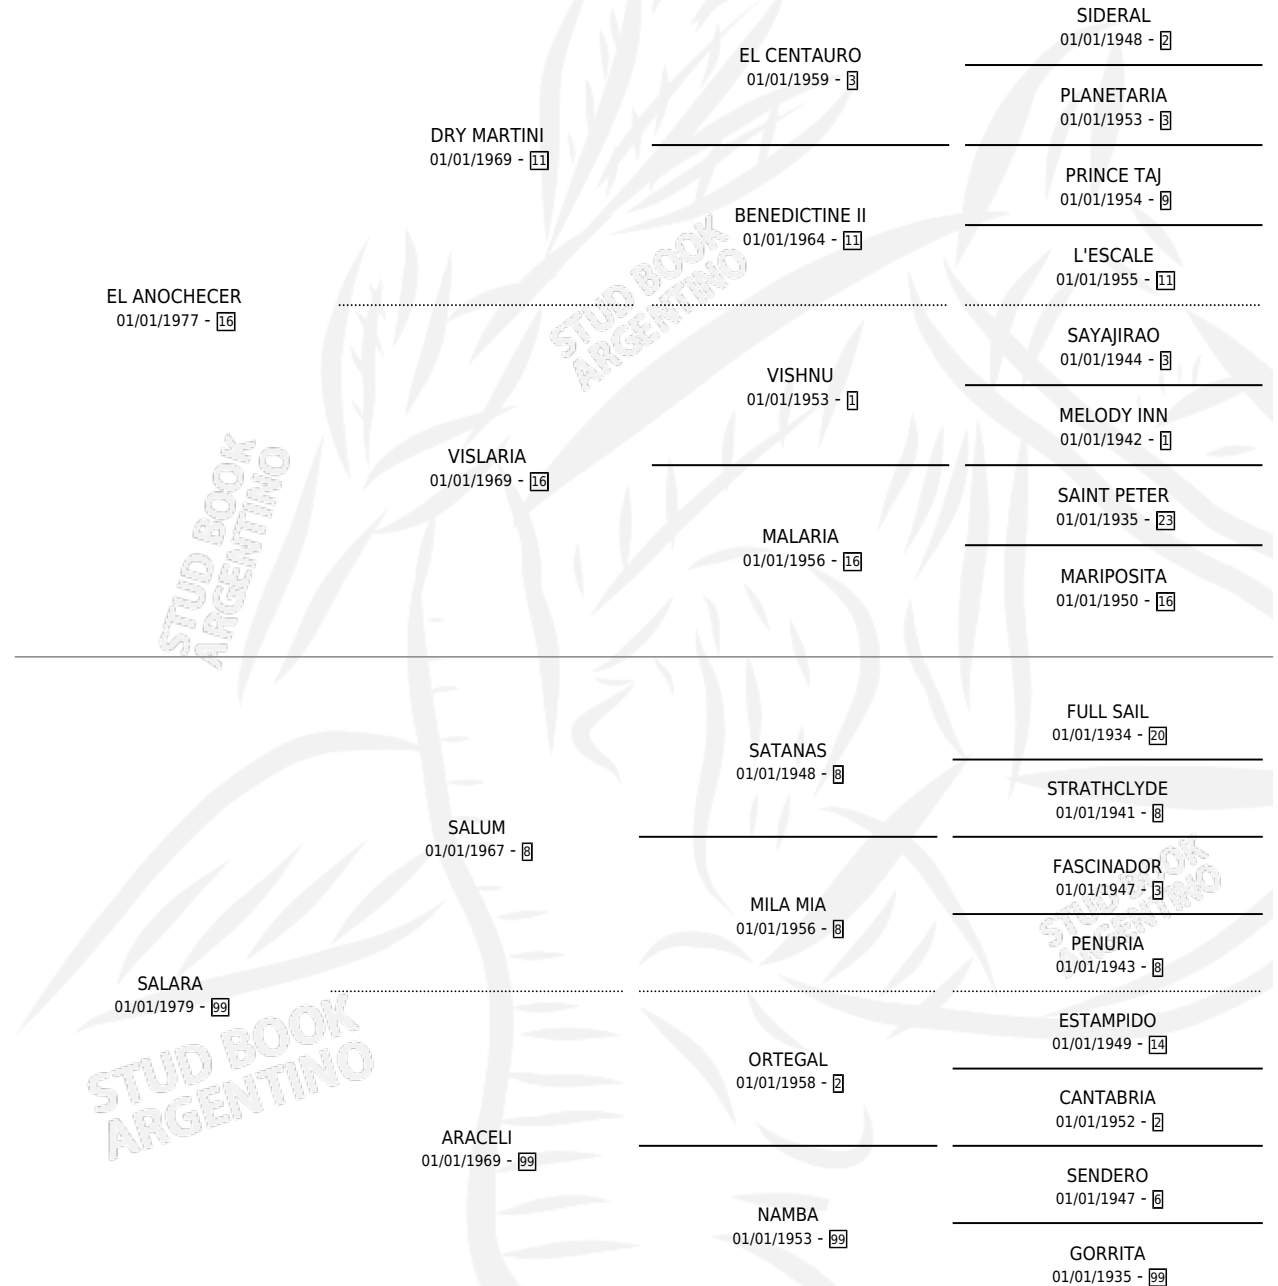 SIDERAL
01/01/1948 - 2
EL CENTAURO
01/01/1959 - 3
PLANETARIA
01/01/1953 - 3
DRY MARTINI
01/01/1969 - 11
PRINCE TAJ
01/01/1954 - 9
BENEDICTINE II
01/01/1964 - 11
L'ESCALE
01/01/1955 - 11
EL ANOCHECER
01/01/1977 - 16
SAYAJIRAO
01/01/1944 - 3
VISHNU
01/01/1953 - 1
MELODY INN
01/01/1942 - 1
VISLARIA
01/01/1969 - 16
SAINT PETER
01/01/1935 - 23
MALARIA
01/01/1956 - 16
MARIPOSITA
01/01/1950 - 16
STUD BOOK
ARGENTINO
STUD BOOK
ARGENTINO
FULL SAIL
01/01/1934 - 20
SATANAS
01/01/1948 - 8
STRATHCLYDE
01/01/1941 - 8
SALUM
01/01/1967 - 8
FASCINADOR
01/01/1947 - 3
MILA MIA
01/01/1956 - 8
PENURIA
01/01/1943 - 8
SALARA
01/01/1979 - 99
ESTAMPIDO
01/01/1949 - 14
ORTEGAL
01/01/1958 - 2
CANTABRIA
01/01/1952 - 2
ARACELI
01/01/1969 - 99
SENDERO
01/01/1947 - 6
NAMBA
01/01/1953 - 99
GORRITA
01/01/1935 - 99
STUD BOOK
ARGENTINO
STUD BOOK
ARGENTINO